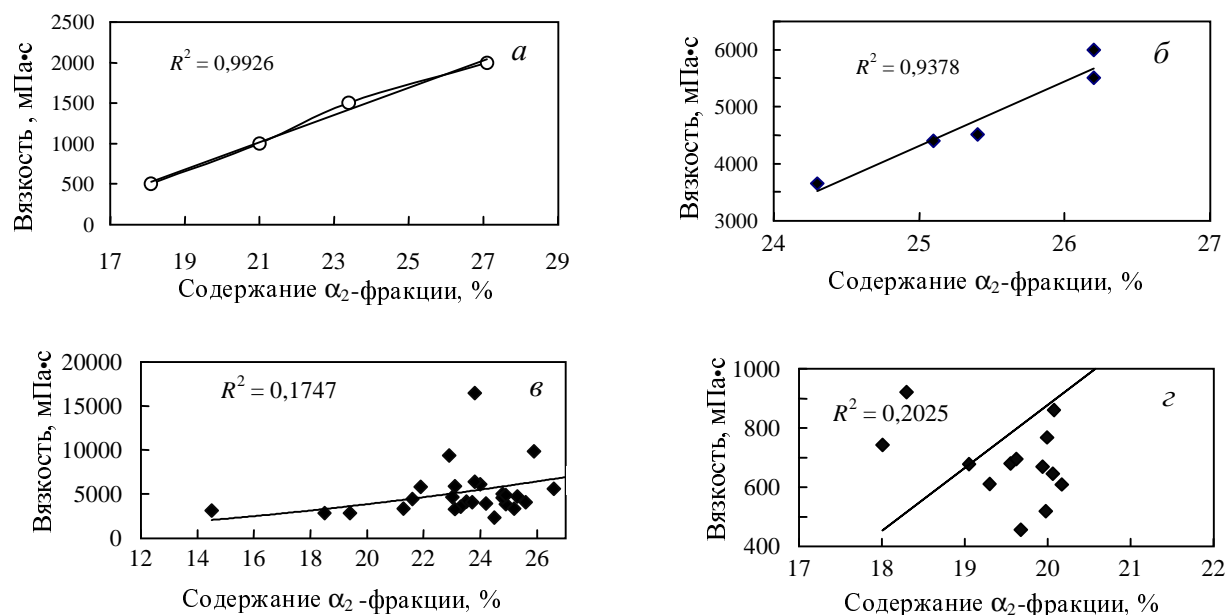 Вязкость , мПа•с
2500
2000
1500
1000
500
0
R² = 0,9926
а
17 19 21 23 25 27 29
Содержание α₂-фракции, %
Вязкость, мПа•с
6000
5000
4000
3000
R² = 0,9378
б
24 25 26 27
Содержание α₂-фракции, %
Вязкость, мПа•с
20000
15000
10000
5000
0
R² = 0,1747
в
12 14 16 18 20 22 24 26
Содержание α₂ -фракции, %
Вязкость, мПа•с
1000
800
600
400
R² = 0,2025
г
17 18 19 20 21 22
Содержание α₂-фракции, %